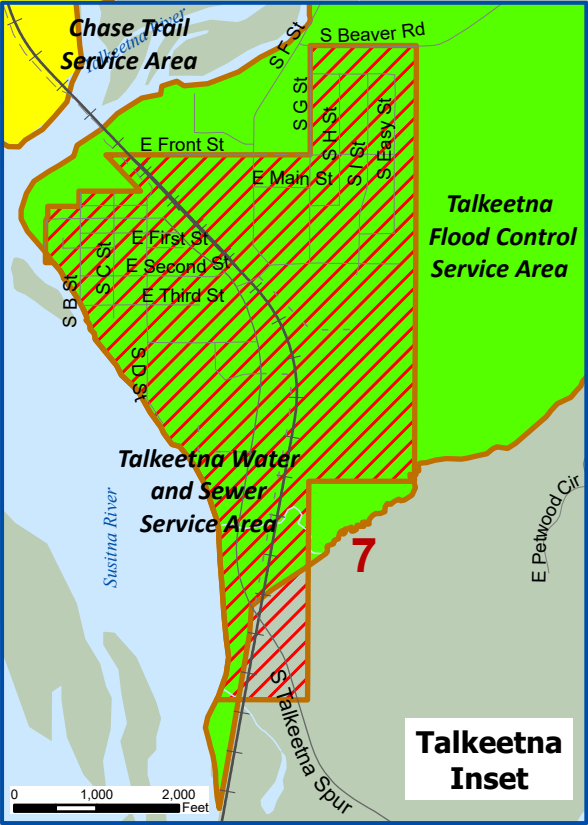 Chase Trail
Service Area
Talkeetna River
S F St
S Beaver Rd
S G St
S H St
S I St
S Easy St
E Front St
E Main St
Talkeetna
Flood Control
Service Area
E First St
E Second St
E Third St
S B St
S C St
S D St
Talkeetna Water
and Sewer
Service Area
Susitna River
7
E Petwood Cir
S Talkeetna Spur
Talkeetna
Inset
0 1,000 2,000
Feet